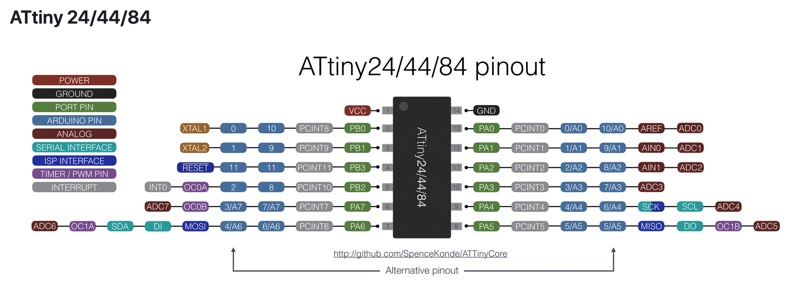 ATtiny 24/44/84
ATtiny24/44/84 pinout
POWER
GROUND
PORT PIN
ARDUINO PIN
ANALOG
SERIAL INTERFACE
ISP INTERFACE
TIMER / PWM PIN
INTERRUPT
VCC 1 14 GND
XTAL1 0 10 PCINT8 PB0 2 13 PA0 PCINT0 0/A0 10/A0 AREF ADC0
XTAL2 1 9 PCINT9 PB1 3 12 PA1 PCINT1 1/A1 9/A1 AIN0 ADC1
RESET 11 11 PCINT11 PB3 4 11 PA2 PCINT2 2/A2 8/A2 AIN1 ADC2
INT0 OC0A 2 8 PCINT10 PB2 5 10 PA3 PCINT3 3/A3 7/A3 ADC3
ADC7 OC0B 3/A7 2/A7 PCINT7 PA7 6 9 PA4 PCINT4 4/A4 6/A4 SCK SCL ADC4
ADC6 OC1A SDA DI MOSI 4/A6 6/A6 PCINT6 PA6 7 8 PA5 PCINT5 5/A5 5/A5 MISO DO OC1B ADC5
ATtiny24/44/84
http://github.com/SpenceKonde/ATTinyCore
Alternative pinout